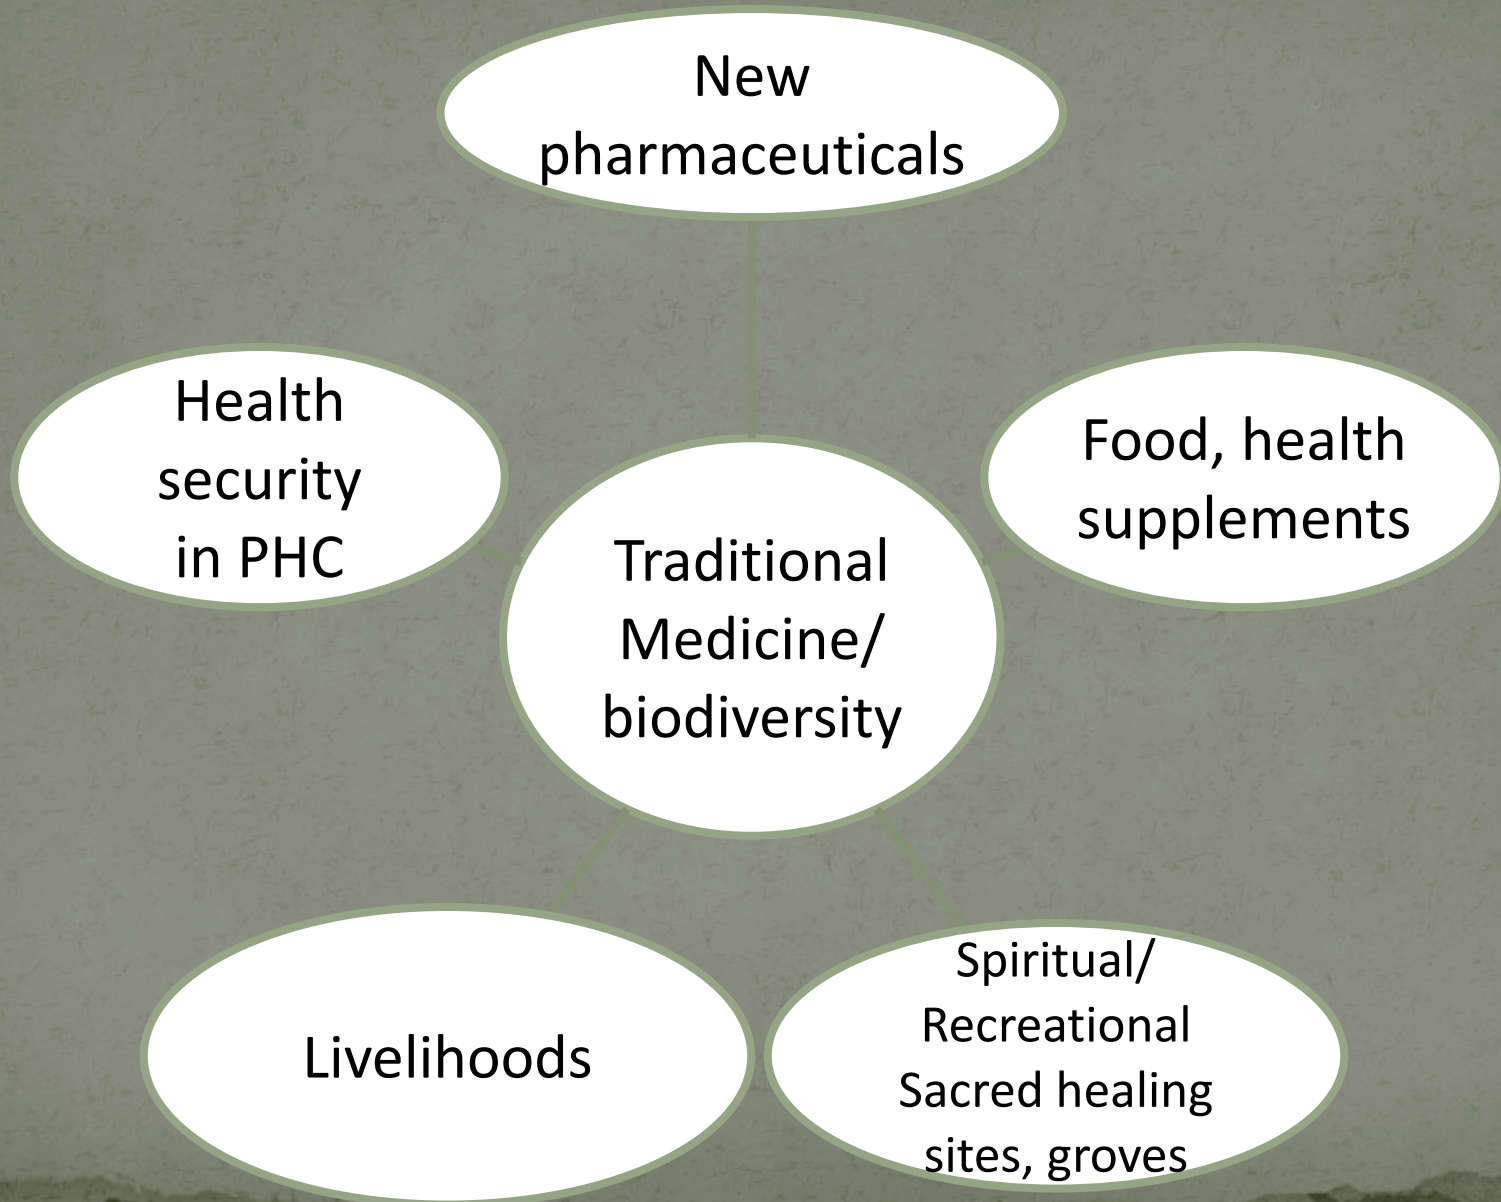 New
pharmaceuticals
Health
security
in PHC
Food, health
supplements
Traditional
Medicine/
biodiversity
Livelihoods
Spiritual/
Recreational
Sacred healing
sites, groves